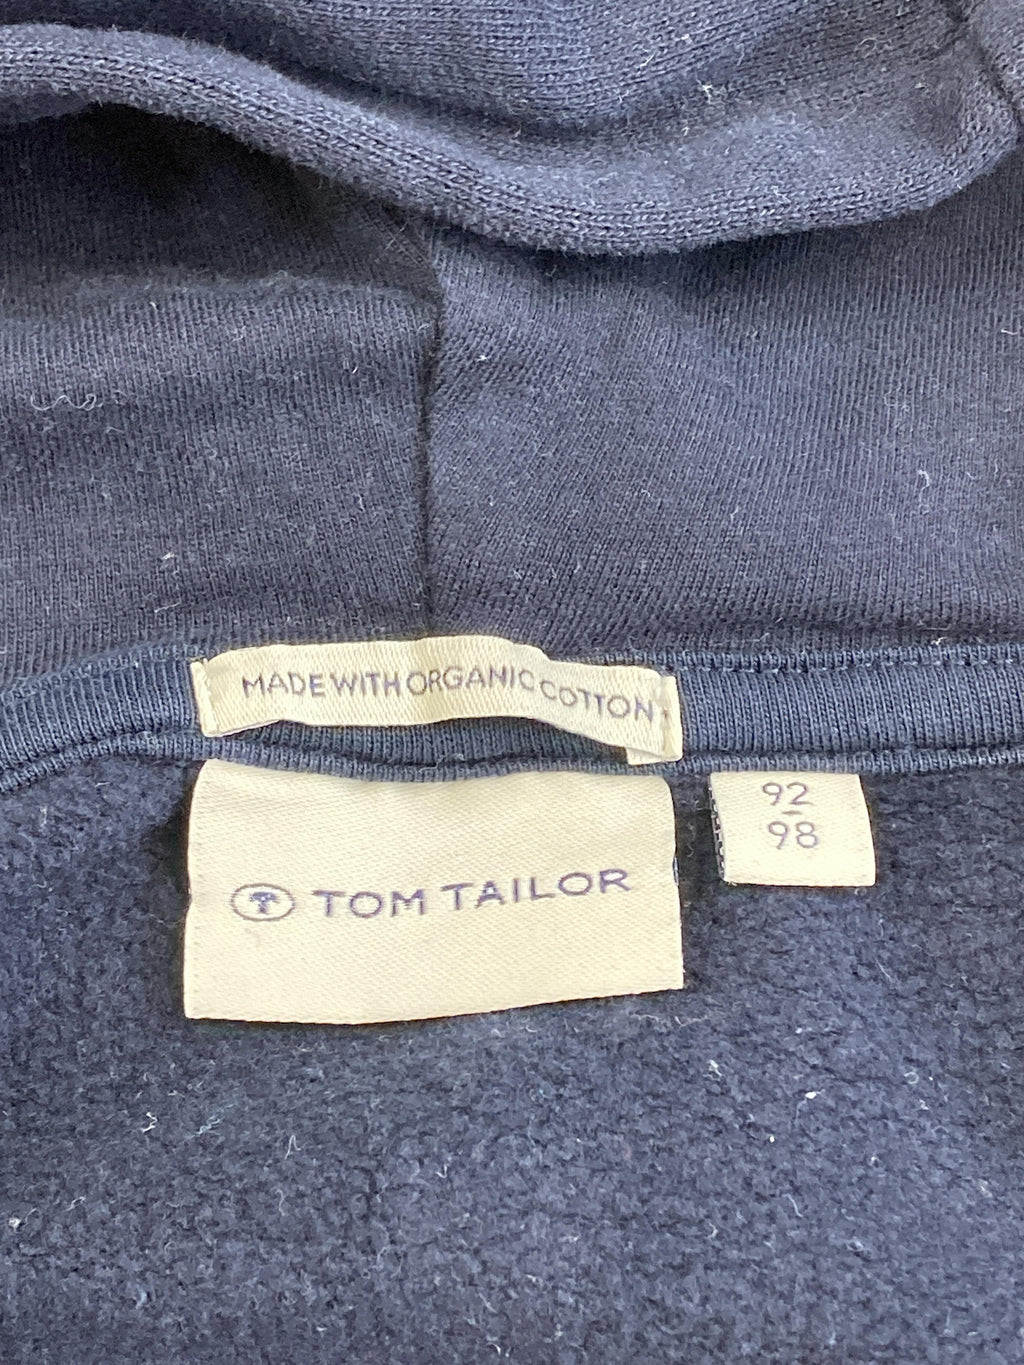 MADE WITH ORGANIC COTTON
TOM TAILOR
92
-
98